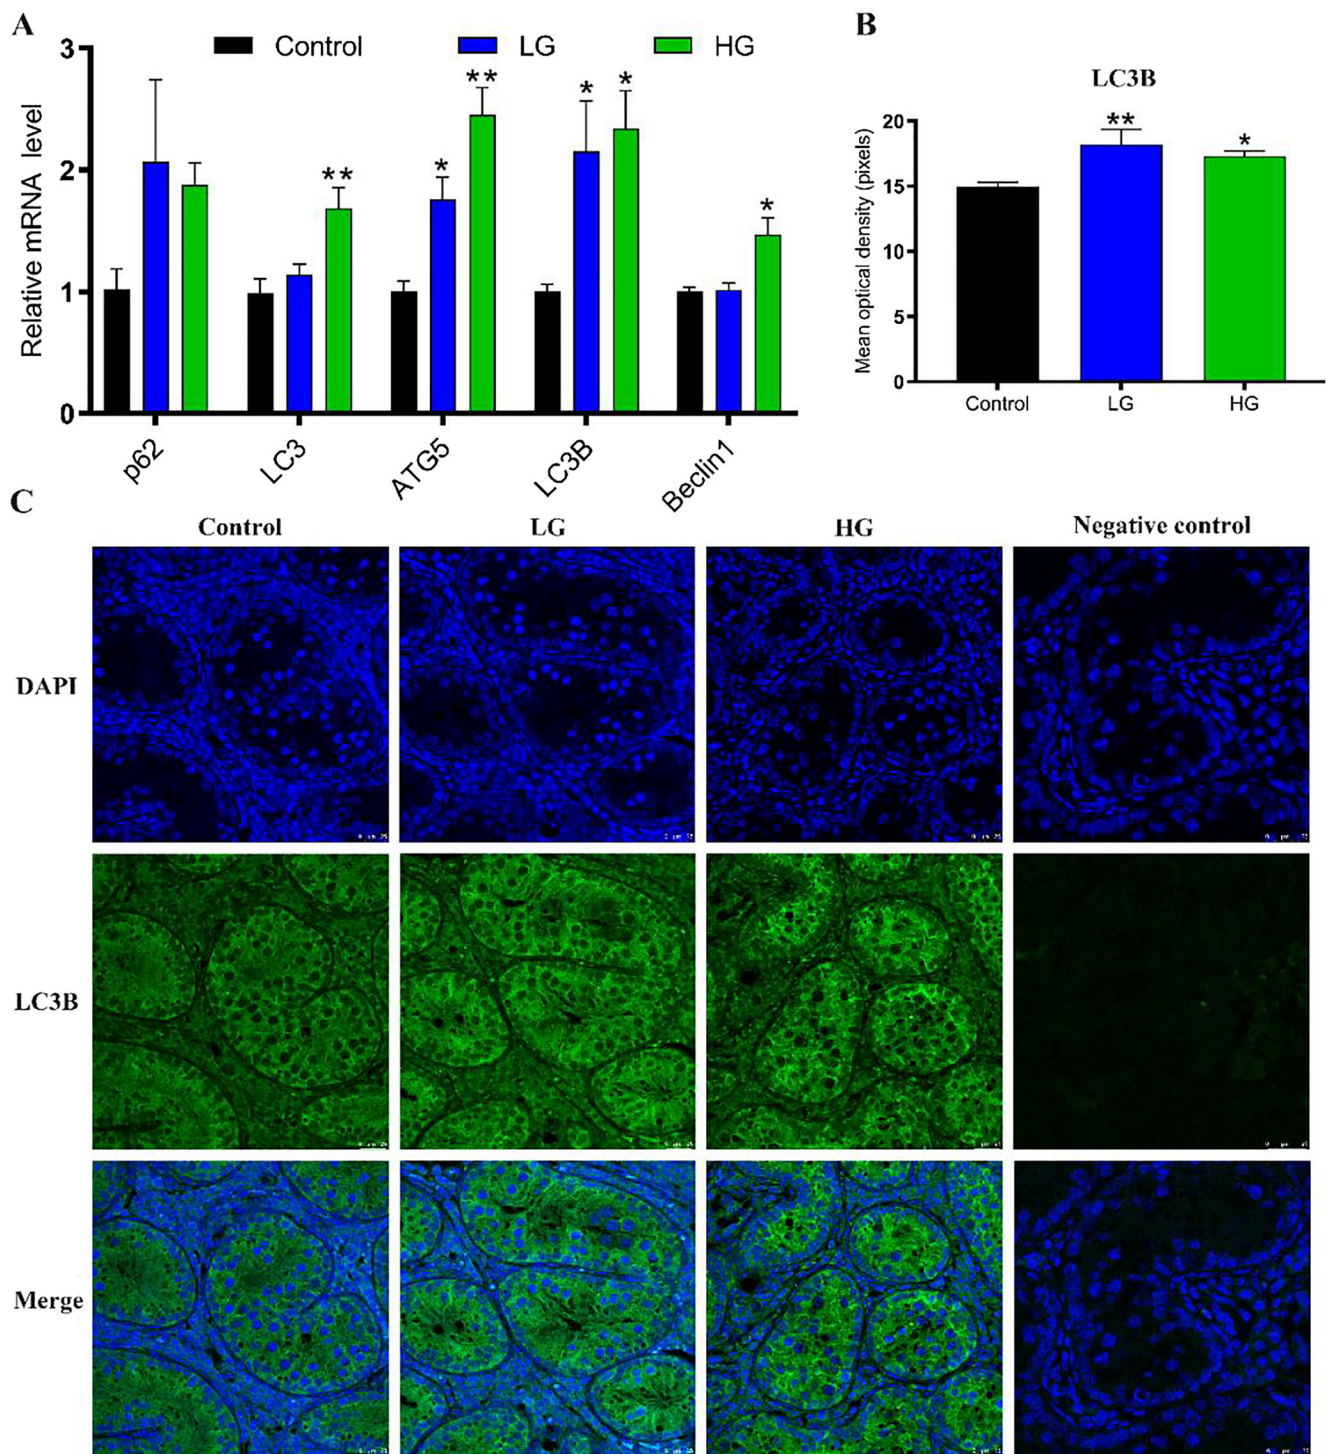 A
B
Control
LG
HG
Relative mRNA level
3
2
1
0
**
*
**
*
*
*
p62
LC3
ATG5
LC3B
Beclin1
LC3B
Mean optical density (pixels)
20
15
10
5
0
**
*
Control
LG
HG
C
Control
LG
HG
Negative control
DAPI
LC3B
Merge